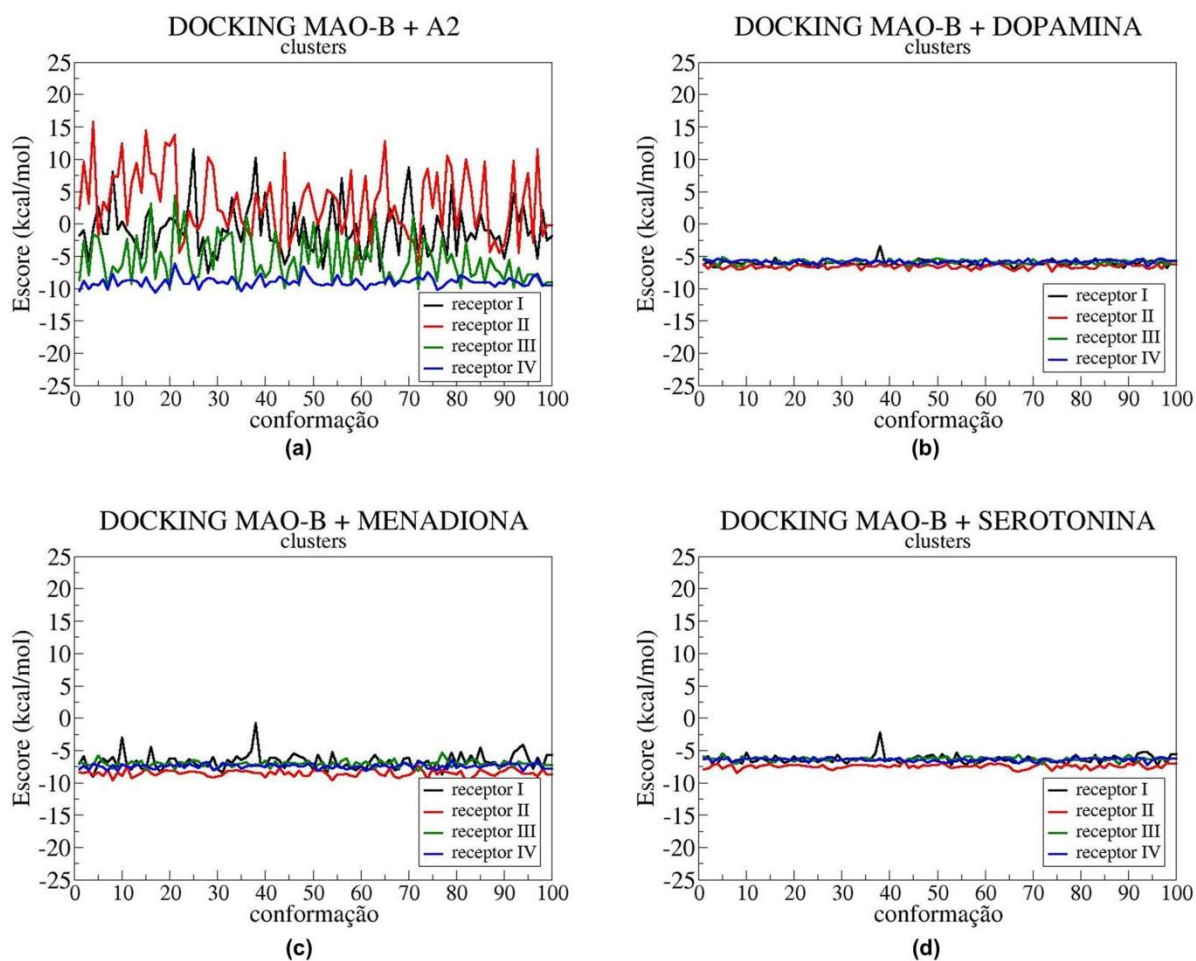 DOCKING MAO-B + A2
clusters
25
20
15
10
5
0
-5
-10
-15
-20
-25
Escore (kcal/mol)
receptor I
receptor II
receptor III
receptor IV
0 10 20 30 40 50 60 70 80 90 100
conformação
(a)
DOCKING MAO-B + DOPAMINA
clusters
25
20
15
10
5
0
-5
-10
-15
-20
-25
Escore (kcal/mol)
receptor I
receptor II
receptor III
receptor IV
0 10 20 30 40 50 60 70 80 90 100
conformação
(b)
DOCKING MAO-B + MENADIONA
clusters
25
20
15
10
5
0
-5
-10
-15
-20
-25
Escore (kcal/mol)
receptor I
receptor II
receptor III
receptor IV
0 10 20 30 40 50 60 70 80 90 100
conformação
(c)
DOCKING MAO-B + SEROTONINA
clusters
25
20
15
10
5
0
-5
-10
-15
-20
-25
Escore (kcal/mol)
receptor I
receptor II
receptor III
receptor IV
0 10 20 30 40 50 60 70 80 90 100
conformação
(d)